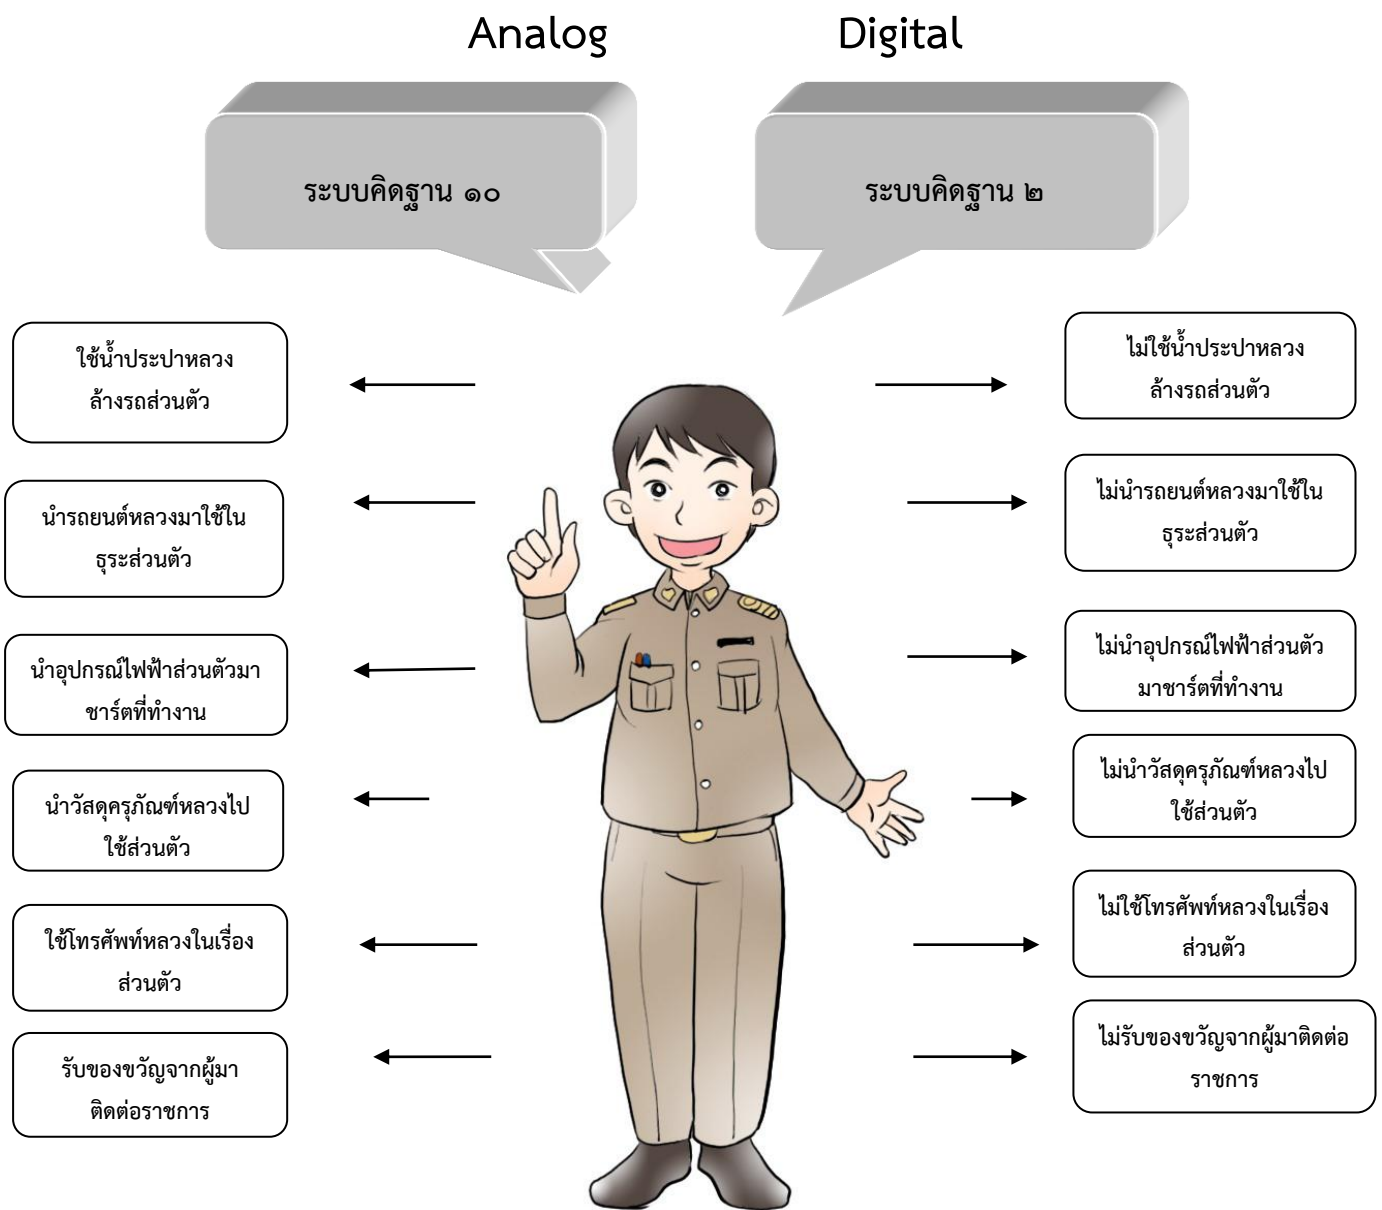 Analog
Digital
ระบบคิดฐาน ๑๐
ระบบคิดฐาน ๒
ใช้น้ำประปาหลวง
ล้างรถส่วนตัว
ไม่ใช้น้ำประปาหลวง
ล้างรถส่วนตัว
นำรถยนต์หลวงมาใช้ใน
ธุระส่วนตัว
ไม่นำรถยนต์หลวงมาใช้ใน
ธุระส่วนตัว
นำอุปกรณ์ไฟฟ้าส่วนตัวมา
ชาร์ตที่ทำงาน
ไม่นำอุปกรณ์ไฟฟ้าส่วนตัว
มาชาร์ตที่ทำงาน
นำวัสดุครุภัณฑ์หลวงไป
ใช้ส่วนตัว
ไม่นำวัสดุครุภัณฑ์หลวงไป
ใช้ส่วนตัว
ใช้โทรศัพท์หลวงในเรื่อง
ส่วนตัว
ไม่ใช้โทรศัพท์หลวงในเรื่อง
ส่วนตัว
รับของขวัญจากผู้มา
ติดต่อราชการ
ไม่รับของขวัญจากผู้มาติดต่อ
ราชการ